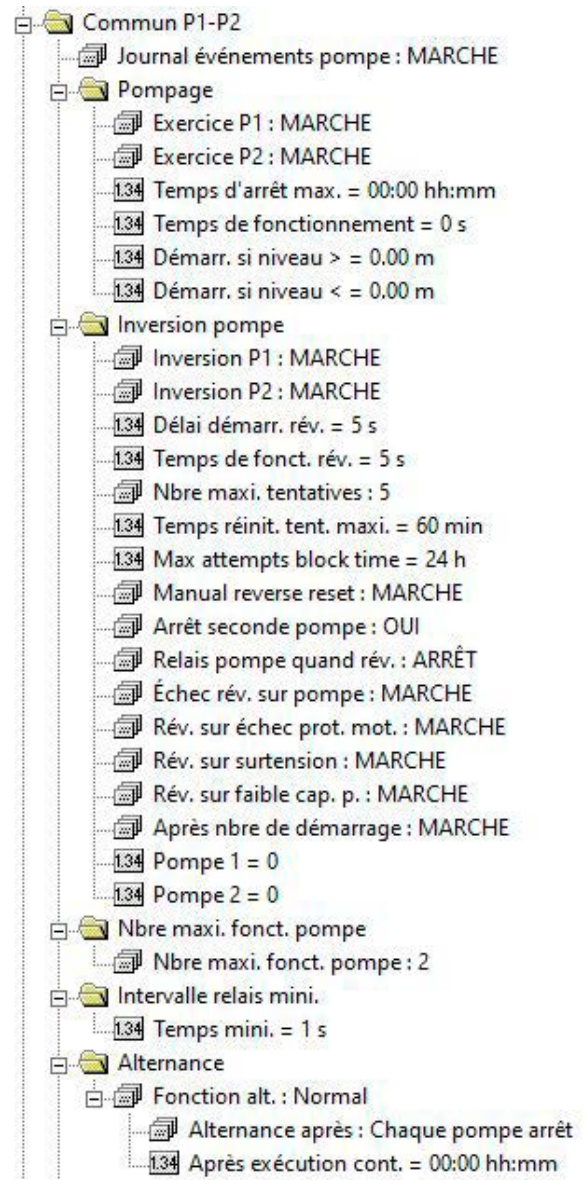 Commun P1-P2
Journal événements pompe : MARCHE
Pompage
Exercice P1 : MARCHE
Exercice P2 : MARCHE
1.34 Temps d'arrêt max. = 00:00 hh:mm
1.34 Temps de fonctionnement = 0 s
1.34 Démarr. si niveau > = 0.00 m
1.34 Démarr. si niveau < = 0.00 m
Inversion pompe
Inversion P1 : MARCHE
Inversion P2 : MARCHE
1.34 Délai démarr. rév. = 5 s
1.34 Temps de fonct. rév. = 5 s
Nbre maxi. tentatives : 5
1.34 Temps réinit. tent. maxi. = 60 min
1.34 Max attempts block time = 24 h
Manual reverse reset : MARCHE
Arrêt seconde pompe : OUI
Relais pompe quand rév. : ARRÊT
Échec rév. sur pompe : MARCHE
Rév. sur échec prot. mot. : MARCHE
Rév. sur surtension : MARCHE
Rév. sur faible cap. p. : MARCHE
Après nbre de démarrage : MARCHE
1.34 Pompe 1 = 0
1.34 Pompe 2 = 0
Nbre maxi. fonct. pompe
Nbre maxi. fonct. pompe : 2
Intervalle relais mini.
1.34 Temps mini. = 1 s
Alternance
Fonction alt. : Normal
Alternance après : Chaque pompe arrêt
1.34 Après exécution cont. = 00:00 hh:mm